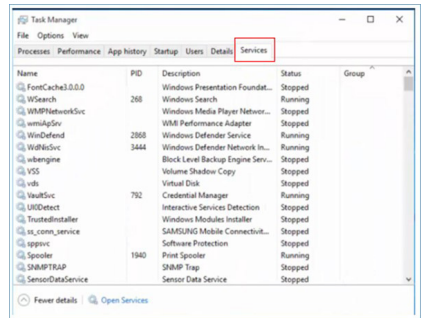 Task Manager
File Options View
Processes Performance App history Startup Users Details Services
Name PID Description Status Group
FontCache3.0.0.0 Windows Presentation Foundat... Stopped
WSearch 268 Windows Search Running
WMPNetworkSvc Windows Media Player Networ... Stopped
wmiApSrv WMI Performance Adapter Stopped
WinDefend 2868 Windows Defender Service Running
WdNisSvc 3444 Windows Defender Network In... Running
wbengine Block Level Backup Engine Serv... Stopped
VSS Volume Shadow Copy Stopped
vds Virtual Disk Stopped
VaultSvc 792 Credential Manager Running
UI0Detect Interactive Services Detection Stopped
TrustedInstaller Windows Modules Installer Stopped
ss_conn_service SAMSUNG Mobile Connectivit... Stopped
sppsvc Software Protection Stopped
Spooler 1940 Print Spooler Running
SNMPTRAP SNMP Trap Stopped
SensorDataService Sensor Data Service Stopped
Fewer details Open Services